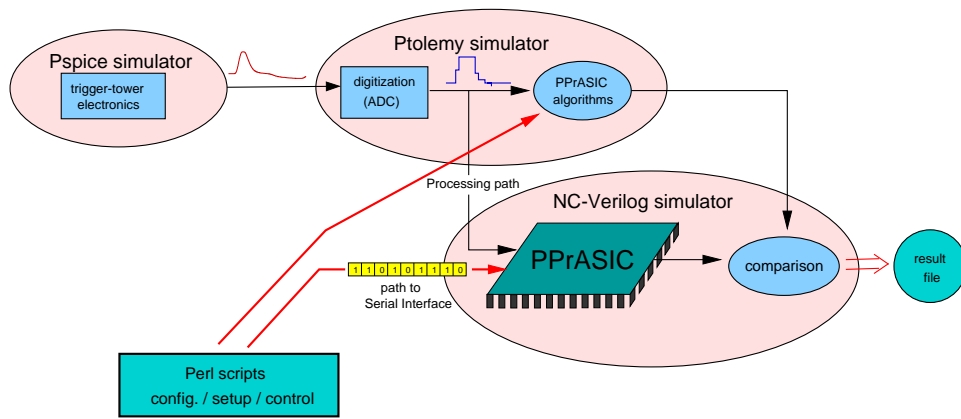 Pspice simulator
trigger-tower
electronics
Ptolemy simulator
digitization
(ADC)
PPrASIC
algorithms
Processing path
NC-Verilog simulator
PPrASIC
comparison
result
file
1 1 0 1 0 1 1 1 0
path to
Serial Interface
Perl scripts
config. / setup / control